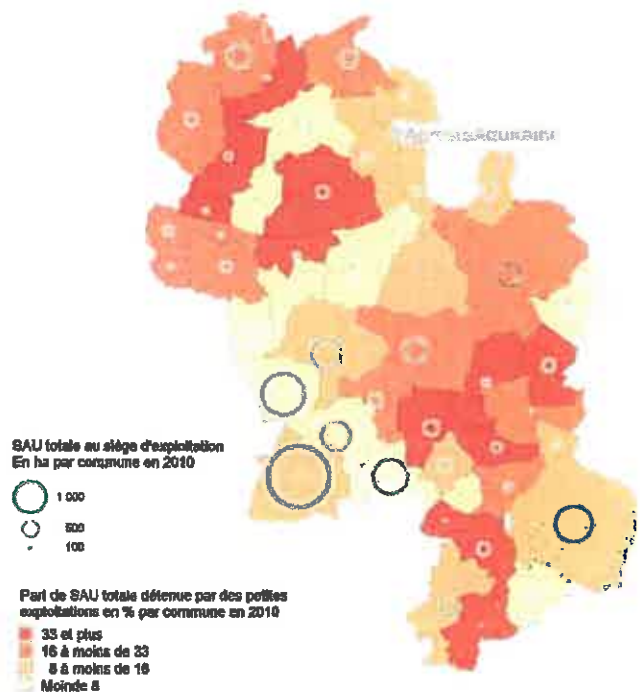 SAU totale au siège d'exploitation
En ha par commune en 2010
1 000
500
100
Part de SAU totale détenue par des petites
exploitations en % par commune en 2010
33 et plus
16 à moins de 33
8 à moins de 16
Moinde 8